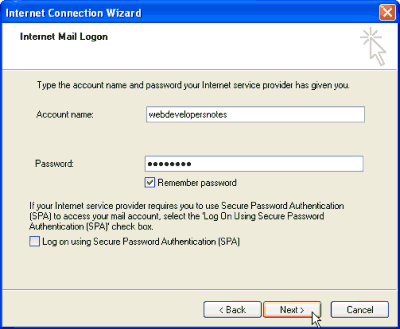 Internet Connection Wizard
Internet Mail Logon
Type the account name and password your Internet service provider has given you.
Account name: webdevelopersnotes
Password: ●●●●●●●●
Remember password
If your Internet service provider requires you to use Secure Password Authentication
(SPA) to access your mail account, select the 'Log On Using Secure Password
Authentication (SPA)' check box.
Log on using Secure Password Authentication (SPA)
< Back Next > Cancel